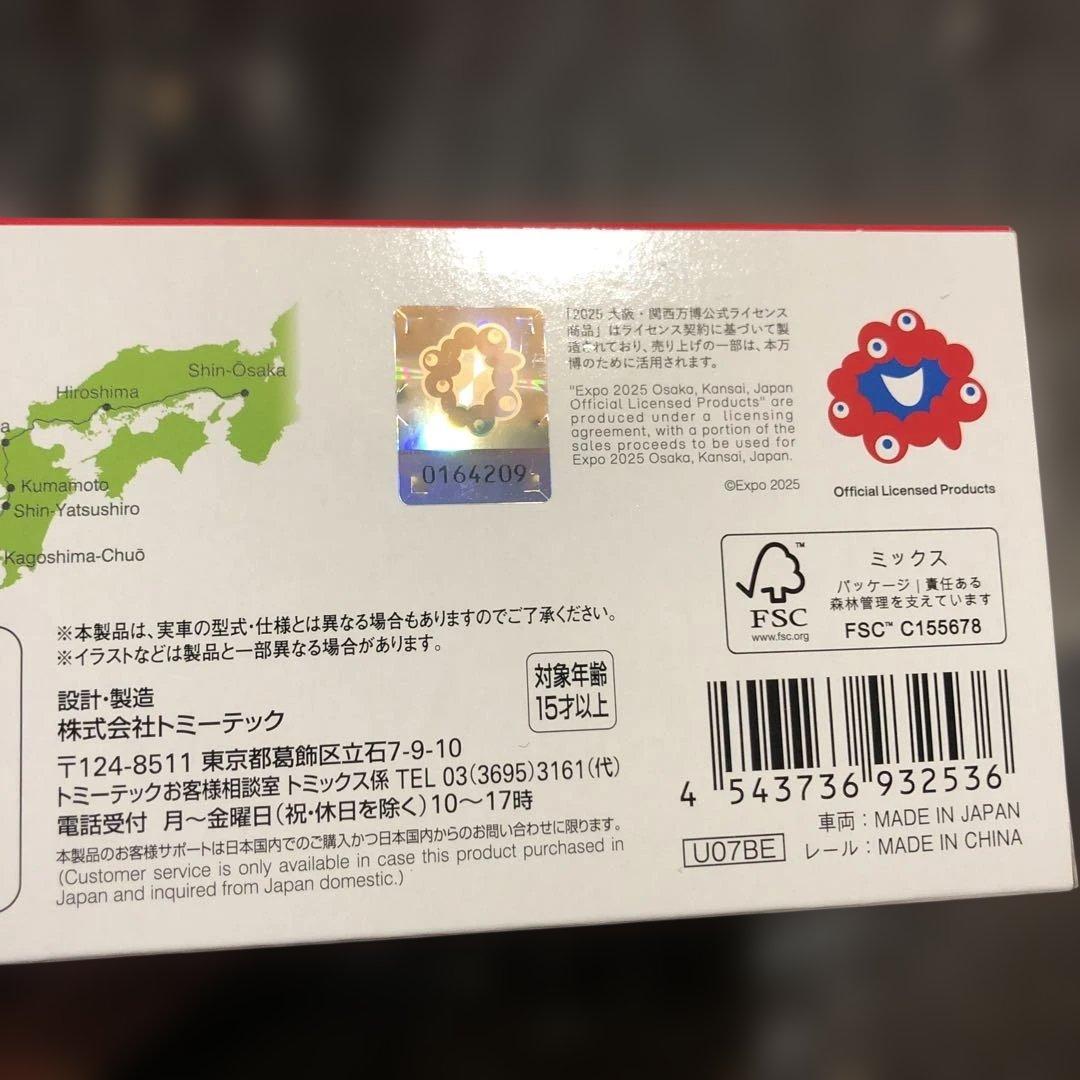 Shin-Ōsaka
Hiroshima
a
Kumamoto
Shin-Yatsushiro
Kagoshima-Chuō
0164209
「2025 大阪・関西万博公式ライセンス
商品」はライセンス契約に基づいて製
造されており、売り上げの一部は、本万
博のために活用されます。
"Expo 2025 Osaka, Kansai, Japan
Official Licensed Products" are
produced under a licensing
agreement, with a portion of the
sales proceeds to be used for
Expo 2025 Osaka, Kansai, Japan.
©Expo 2025
Official Licensed Products
FSC™
www.fsc.org
ミックス
パッケージ|責任ある
森林管理を支えています
FSC™ C155678
※本製品は、実車の型式・仕様とは異なる場合もありますのでご了承ください。
※イラストなどは製品と一部異なる場合があります。
設計・製造
株式会社トミーテック
〒124-8511 東京都葛飾区立石7-9-10
トミーテックお客様相談室 トミックス係 TEL 03(3695)3161(代)
電話受付 月〜金曜日(祝・休日を除く)10〜17時
本製品のお客様サポートは日本国内でのご購入かつ日本国内からのお問い合わせに限ります。
(Customer service is only available in case this product purchased in
Japan and inquired from Japan domestic.)
対象年齢
15才以上
4 543736 932536
U07BE
車両：MADE IN JAPAN
レール：MADE IN CHINA